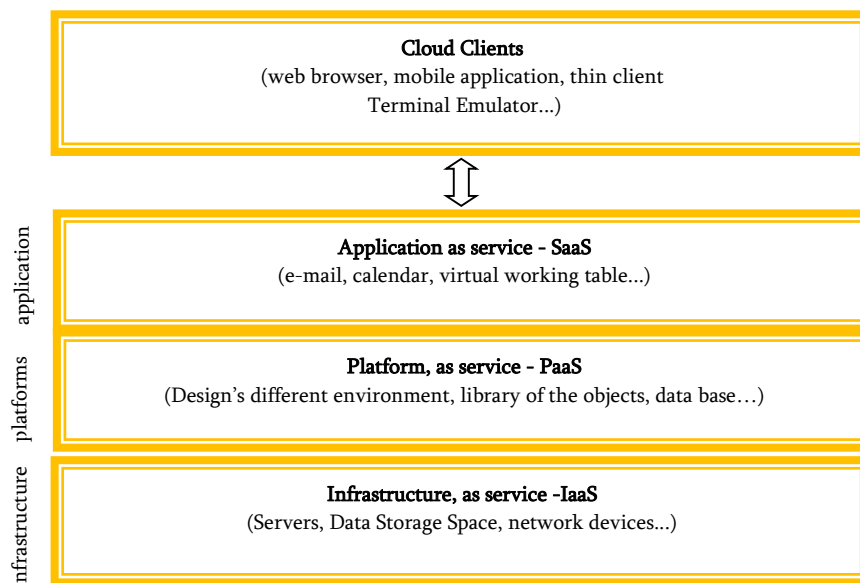 Cloud Clients
(web browser, mobile application, thin client
Terminal Emulator...)
application
Application as service - SaaS
(e-mail, calendar, virtual working table...)
platforms
Platform, as service - PaaS
(Design’s different environment, library of the objects, data base…)
nfrastructure
Infrastructure, as service -IaaS
(Servers, Data Storage Space, network devices...)